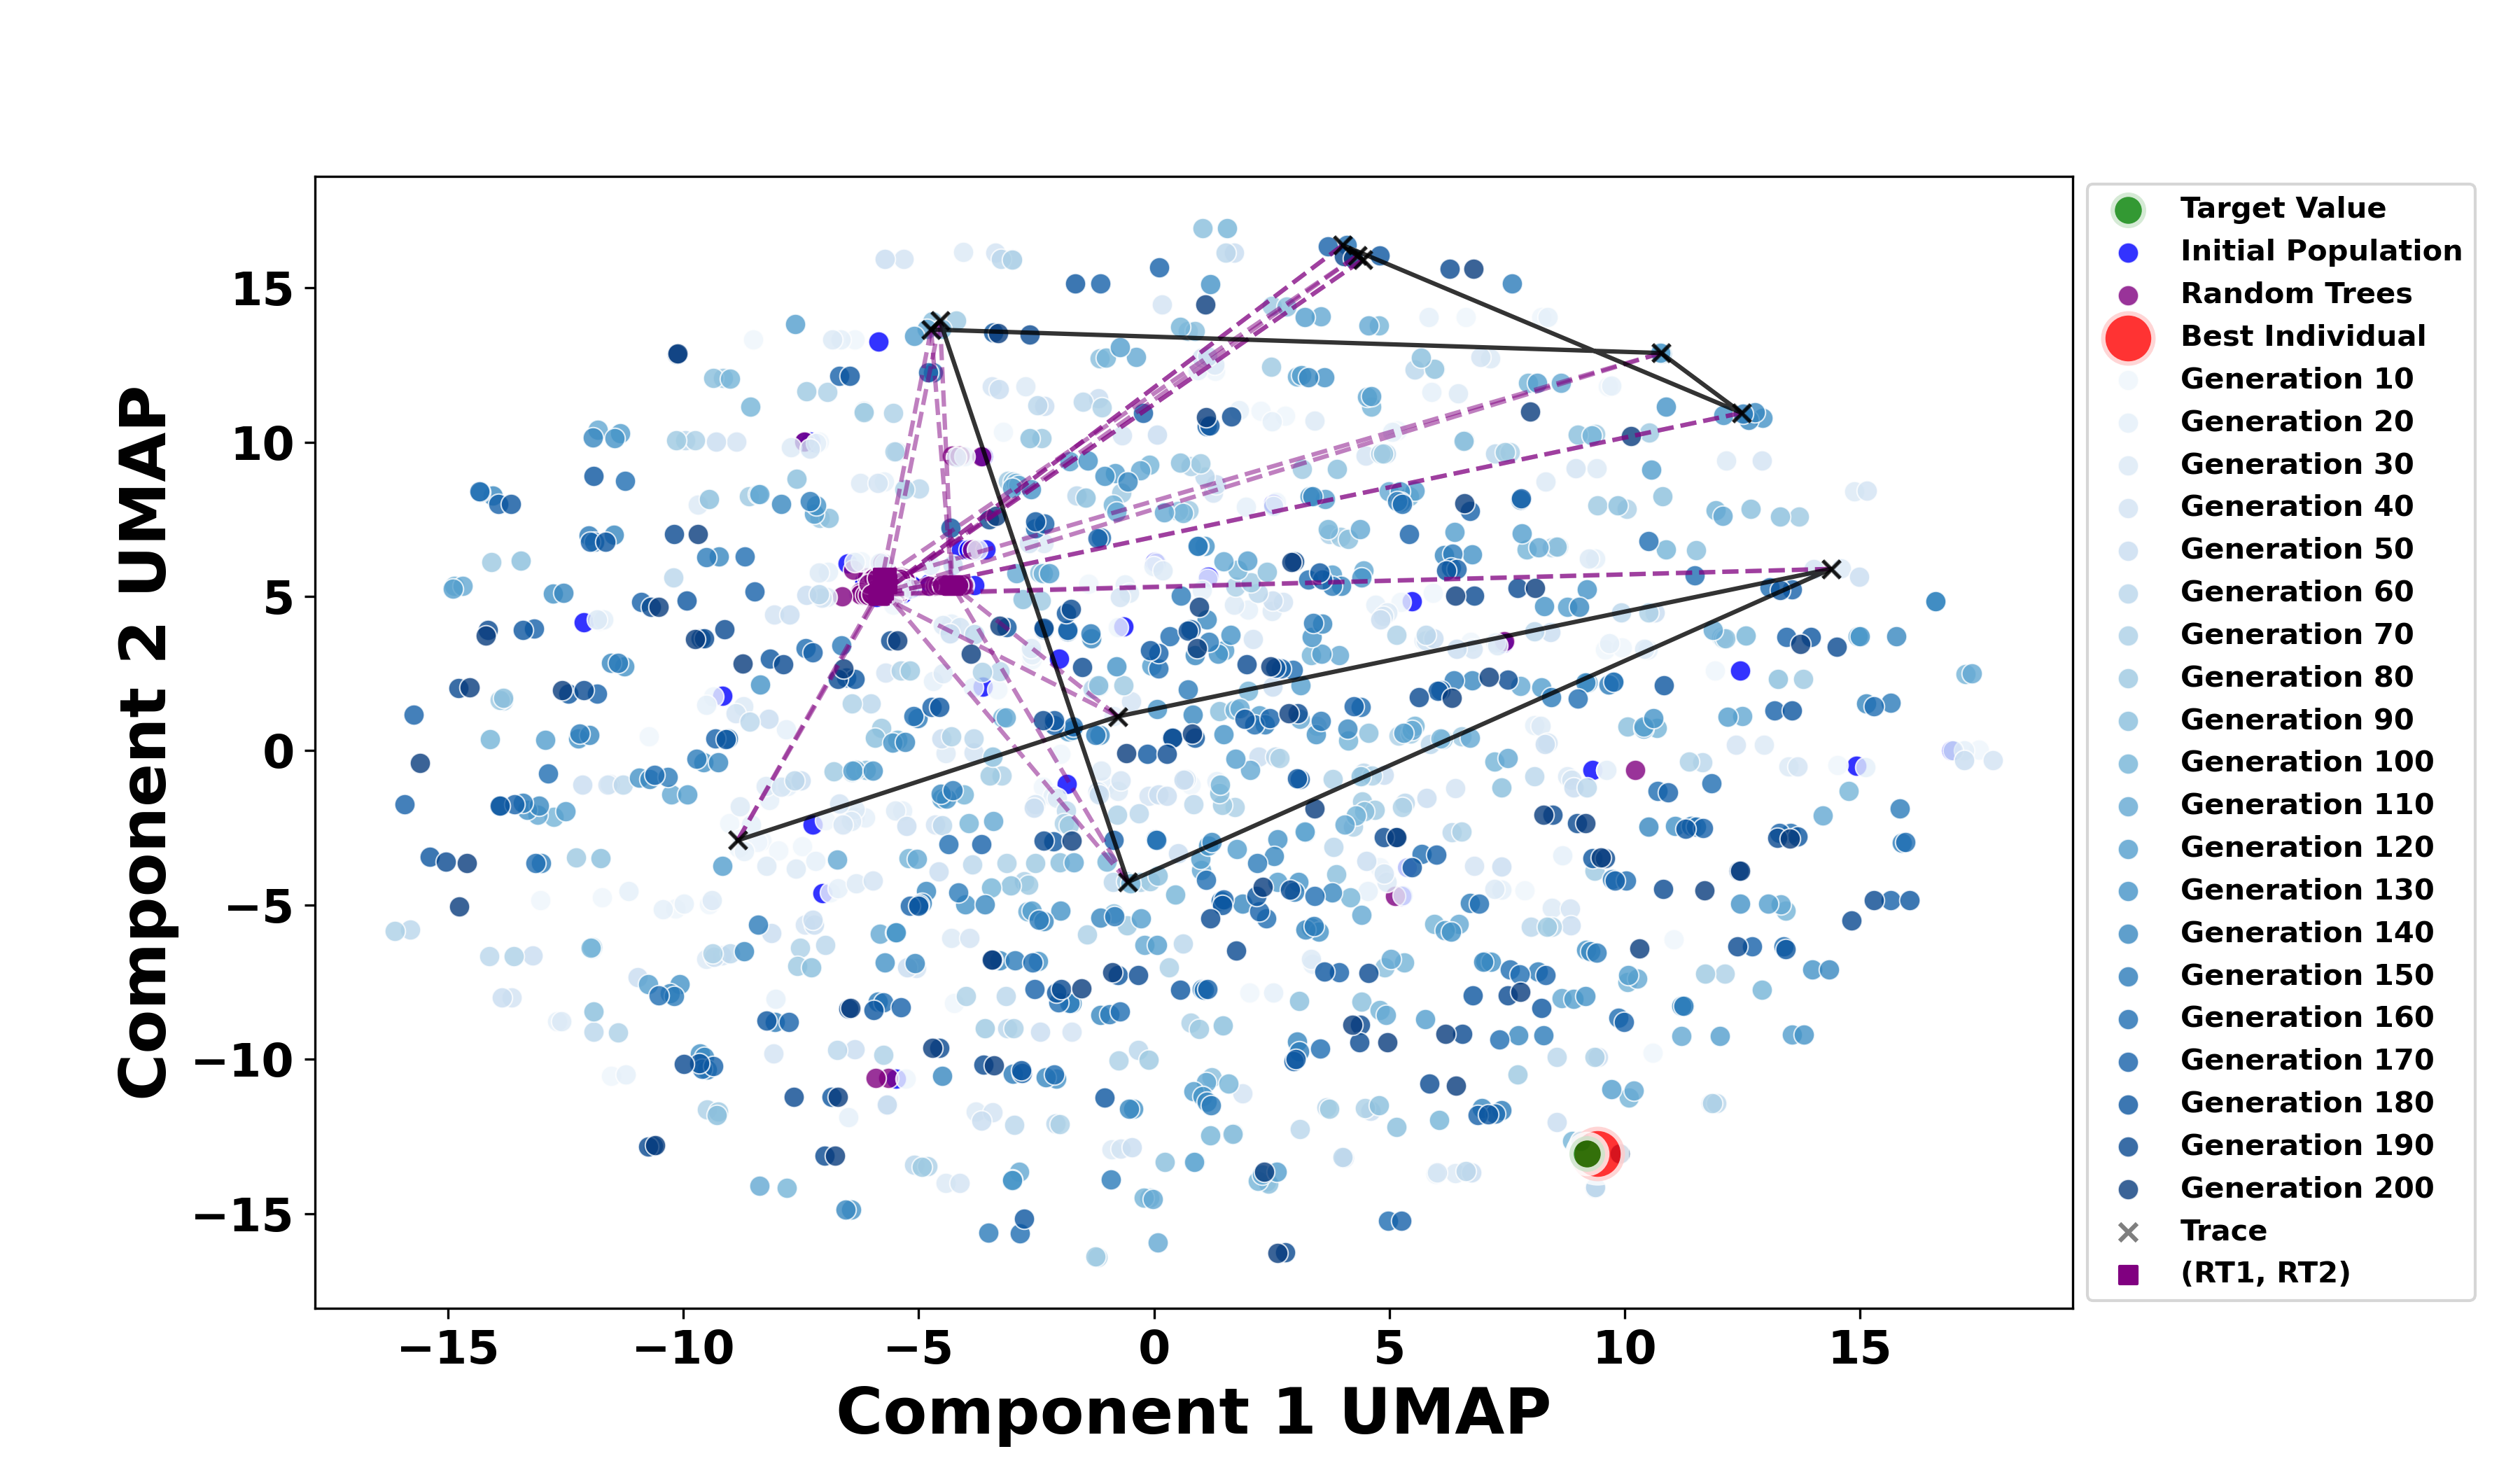 15
10
5
0
−5
−10
−15
Component 2 UMAP
−15
−10
−5
0
5
10
15
Component 1 UMAP
Target Value
Initial Population
Random Trees
Best Individual
Generation 10
Generation 20
Generation 30
Generation 40
Generation 50
Generation 60
Generation 70
Generation 80
Generation 90
Generation 100
Generation 110
Generation 120
Generation 130
Generation 140
Generation 150
Generation 160
Generation 170
Generation 180
Generation 190
Generation 200
Trace
(RT1, RT2)